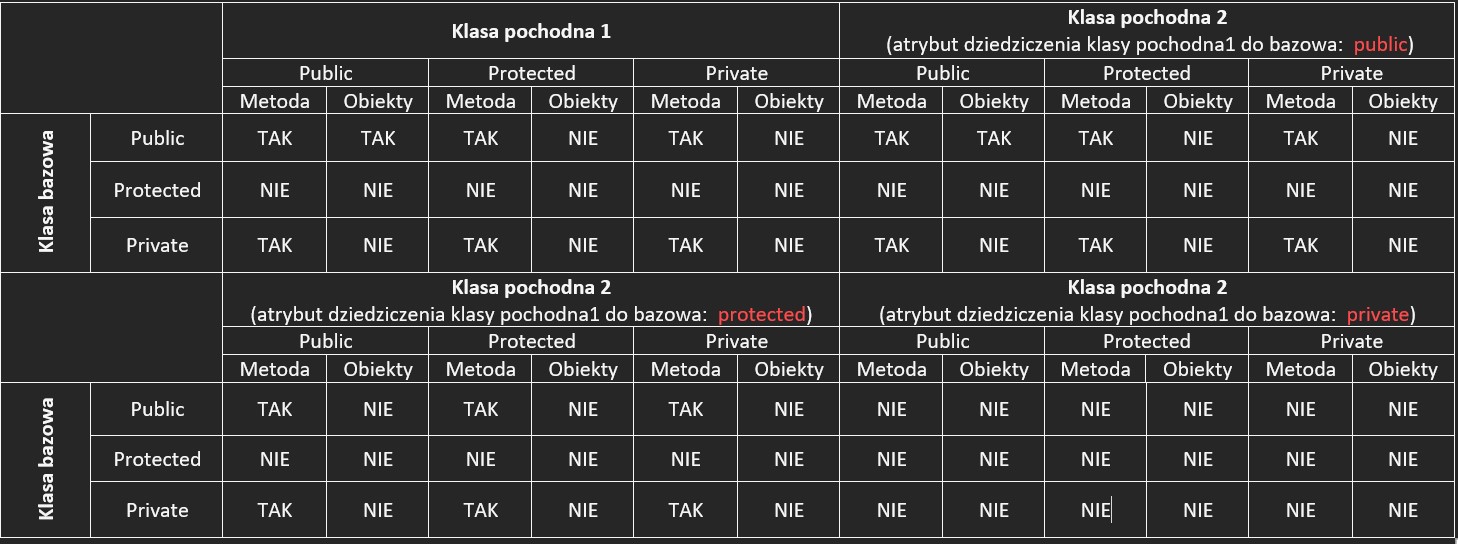 Klasa pochodna 1
Klasa pochodna 2
(atrybut dziedziczenia klasy pochodna1 do bazowa: public)
Public Protected Private Public Protected Private
Metoda Obiekty Metoda Obiekty Metoda Obiekty Metoda Obiekty Metoda Obiekty Metoda Obiekty
Klasa bazowa
Public TAK TAK TAK NIE TAK NIE TAK TAK TAK NIE TAK NIE
Protected NIE NIE NIE NIE NIE NIE NIE NIE NIE NIE NIE NIE
Private TAK NIE TAK NIE TAK NIE TAK NIE TAK NIE TAK NIE
Klasa pochodna 2
(atrybut dziedziczenia klasy pochodna1 do bazowa: protected)
Klasa pochodna 2
(atrybut dziedziczenia klasy pochodna1 do bazowa: private)
Public Protected Private Public Protected Private
Metoda Obiekty Metoda Obiekty Metoda Obiekty Metoda Obiekty Metoda Obiekty Metoda Obiekty
Klasa bazowa
Public TAK NIE TAK NIE TAK NIE NIE NIE NIE NIE NIE NIE
Protected NIE NIE NIE NIE NIE NIE NIE NIE NIE NIE NIE NIE
Private TAK NIE TAK NIE TAK NIE NIE NIE NIE NIE NIE NIE